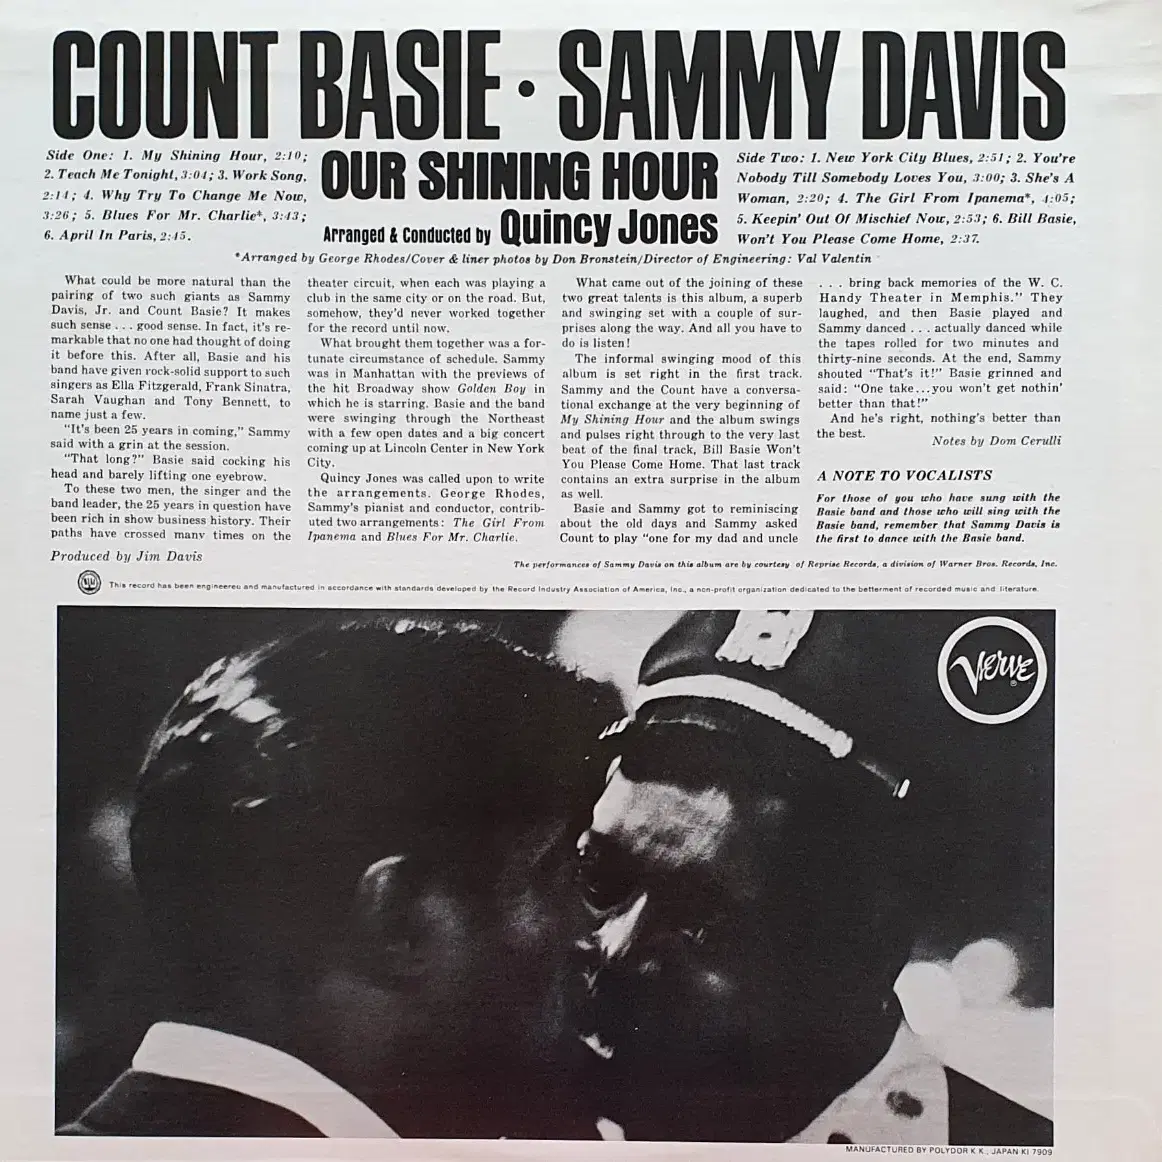 COUNT BASIE · SAMMY DAVIS
Side One: 1. My Shining Hour, 2:10;
2. Teach Me Tonight, 3:04; 3. Work Song,
2:14; 4. Why Try To Change Me Now,
3:26; 5. Blues For Mr. Charlie*, 3:43;
6. April In Paris, 2:45.
OUR SHINING HOUR
Arranged & Conducted by Quincy Jones
Side Two: 1. New York City Blues, 2:51; 2. You're
Nobody Till Somebody Loves You, 3:00; 3. She's A
Woman, 2:20; 4. The Girl From Ipanema*, 4:05;
5. Keepin' Out Of Mischief Now, 2:53; 6. Bill Basie,
Won't You Please Come Home, 2:37.
*Arranged by George Rhodes/Cover & liner photos by Don Bronstein/Director of Engineering: Val Valentin
What could be more natural than the
pairing of two such giants as Sammy
Davis, Jr. and Count Basie? It makes
such sense . . . good sense. In fact, it's re-
markable that no one had thought of doing
it before this. After all, Basie and his
band have given rock-solid support to such
singers as Ella Fitzgerald, Frank Sinatra,
Sarah Vaughan and Tony Bennett, to
name just a few.
"It's been 25 years in coming," Sammy
said with a grin at the session.
"That long?" Basie said cocking his
head and barely lifting one eyebrow.
To these two men, the singer and the
band leader, the 25 years in question have
been rich in show business history. Their
paths have crossed many times on the
theater circuit, when each was playing a
club in the same city or on the road. But,
somehow, they'd never worked together
for the record until now.
What brought them together was a for-
tunate circumstance of schedule. Sammy
was in Manhattan with the previews of
the hit Broadway show Golden Boy in
which he is starring. Basie and the band
were swinging through the Northeast
with a few open dates and a big concert
coming up at Lincoln Center in New York
City.
Quincy Jones was called upon to write
the arrangements. George Rhodes,
Sammy's pianist and conductor, contrib-
uted two arrangements: The Girl From
Ipanema and Blues For Mr. Charlie.
What came out of the joining of these
two great talents is this album, a superb
and swinging set with a couple of sur-
prises along the way. And all you have to
do is listen!
The informal swinging mood of this
album is set right in the first track.
Sammy and the Count have a conversa-
tional exchange at the very beginning of
My Shining Hour and the album swings
and pulses right through to the very last
beat of the final track, Bill Basie Won't
You Please Come Home. That last track
contains an extra surprise in the album
as well.
Basie and Sammy got to reminiscing
about the old days and Sammy asked
Count to play "one for my dad and uncle
. . . bring back memories of the W. C.
Handy Theater in Memphis." They
laughed, and then Basie played and
Sammy danced . . . actually danced while
the tapes rolled for two minutes and
thirty-nine seconds. At the end, Sammy
shouted "That's it!" Basie grinned and
said: "One take...you won't get nothin'
better than that!"
And he's right, nothing's better than
the best.
Notes by Dom Cerulli
A NOTE TO VOCALISTS
For those of you who have sung with the
Basie band and those who will sing with the
Basie band, remember that Sammy Davis is
the first to dance with the Basie band.
Produced by Jim Davis
The performances of Sammy Davis on this album are by courtesy of Reprise Records, a division of Warner Bros. Records, Inc.
This record has been engineered and manufactured in accordance with standards developed by the Record Industry Association of America, Inc., a non-profit organization dedicated to the betterment of recorded music and literature.
Verve®
MANUFACTURED BY POLYDOR K.K., JAPAN KI 7909